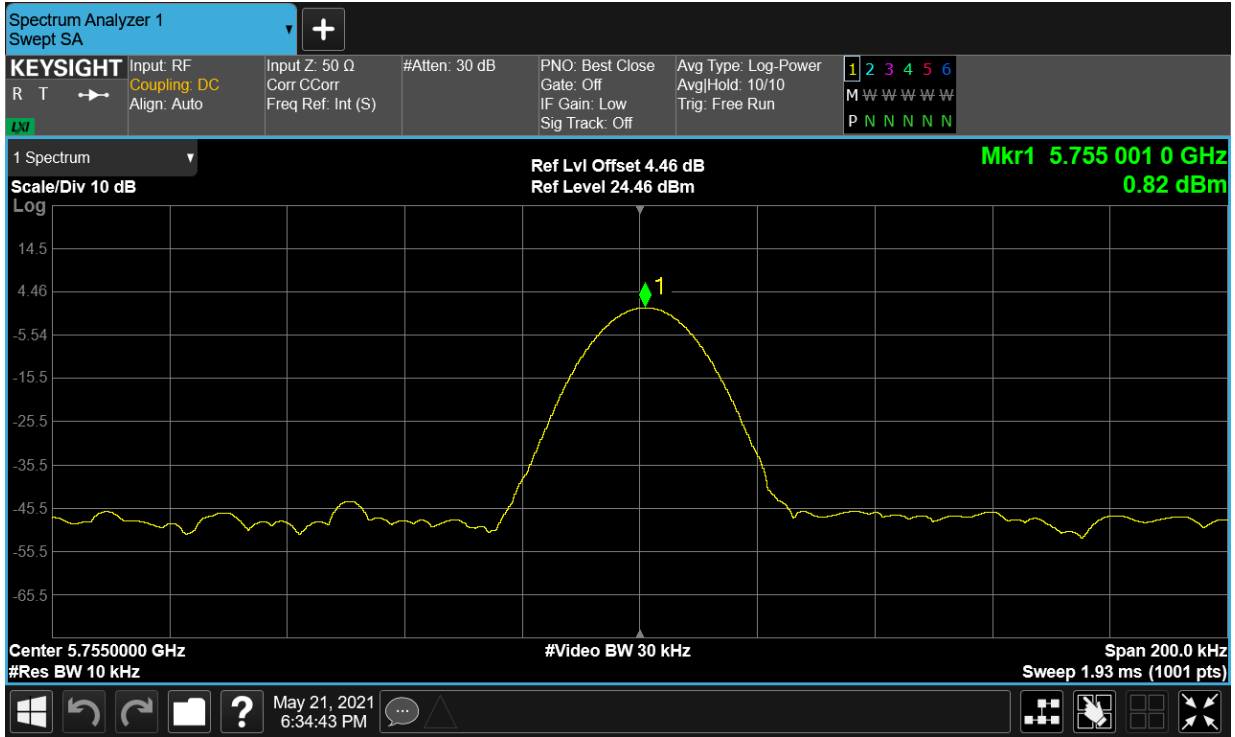 Spectrum Analyzer 1
Swept SA
▼
+
KEYSIGHT
R T
LXI
Input: RF
Coupling: DC
Align: Auto
Input Z: 50 Ω
Corr CCorr
Freq Ref: Int (S)
#Atten: 30 dB
PNO: Best Close
Gate: Off
IF Gain: Low
Sig Track: Off
Avg Type: Log-Power
Avg|Hold: 10/10
Trig: Free Run
1 2 3 4 5 6
M W W W W W
P N N N N N
1 Spectrum ▼
Scale/Div 10 dB
Log
Ref Lvl Offset 4.46 dB
Ref Level 24.46 dBm
Mkr1 5.755 001 0 GHz
0.82 dBm
14.5
4.46
-5.54
-15.5
-25.5
-35.5
-45.5
-55.5
-65.5
1
Center 5.7550000 GHz
#Res BW 10 kHz
#Video BW 30 kHz
Span 200.0 kHz
Sweep 1.93 ms (1001 pts)
?
May 21, 2021
6:34:43 PM